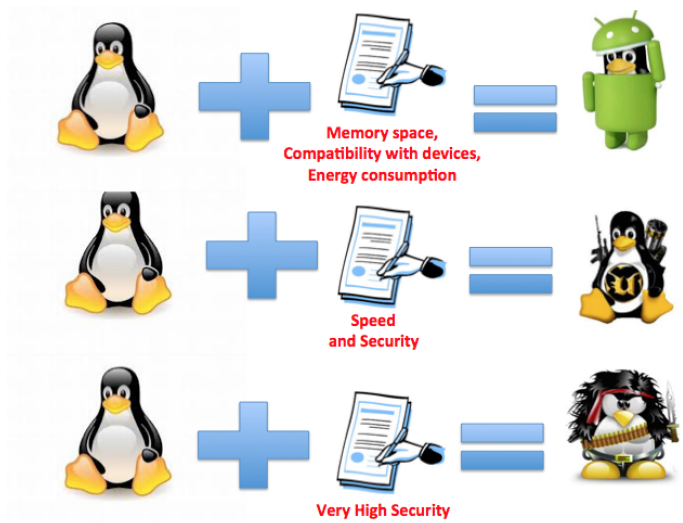 Memory space,
Compatibility with devices,
Energy consumption
Speed
and Security
Very High Security